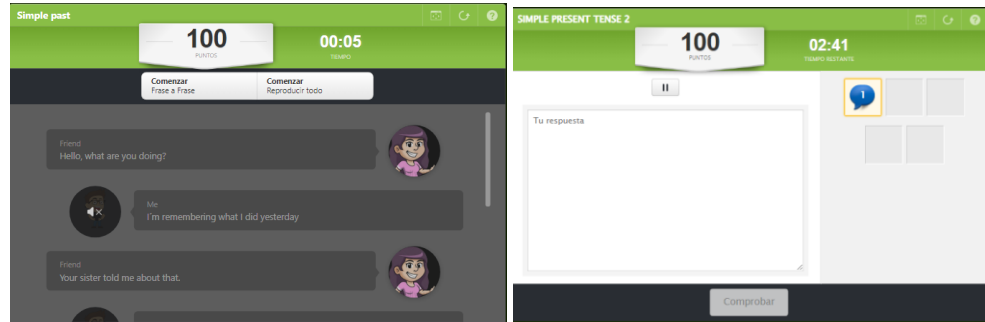 Simple past
100
PUNTOS
00:05
TIEMPO
Comenzar
Frase a Frase
Comenzar
Reproducir todo
Friend
Hello, what are you doing?
Me
I'm remembering what I did yesterday
Friend
Your sister told me about that.
SIMPLE PRESENT TENSE 2
100
PUNTOS
02:41
TIEMPO RESTANTE
1
Tu respuesta
Comprobar